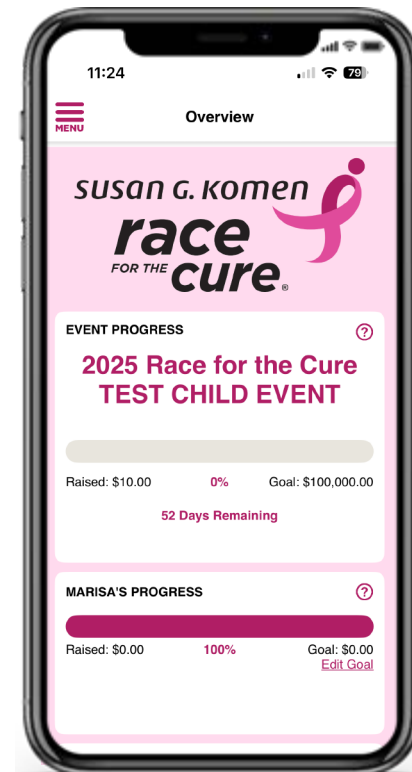 11:24
79
MENU
Overview
susan g. komen
race
FOR THE cure®
EVENT PROGRESS
?
2025 Race for the Cure
TEST CHILD EVENT
Raised: $10.00 0% Goal: $100,000.00
52 Days Remaining
MARISA'S PROGRESS
?
Raised: $0.00 100% Goal: $0.00
Edit Goal